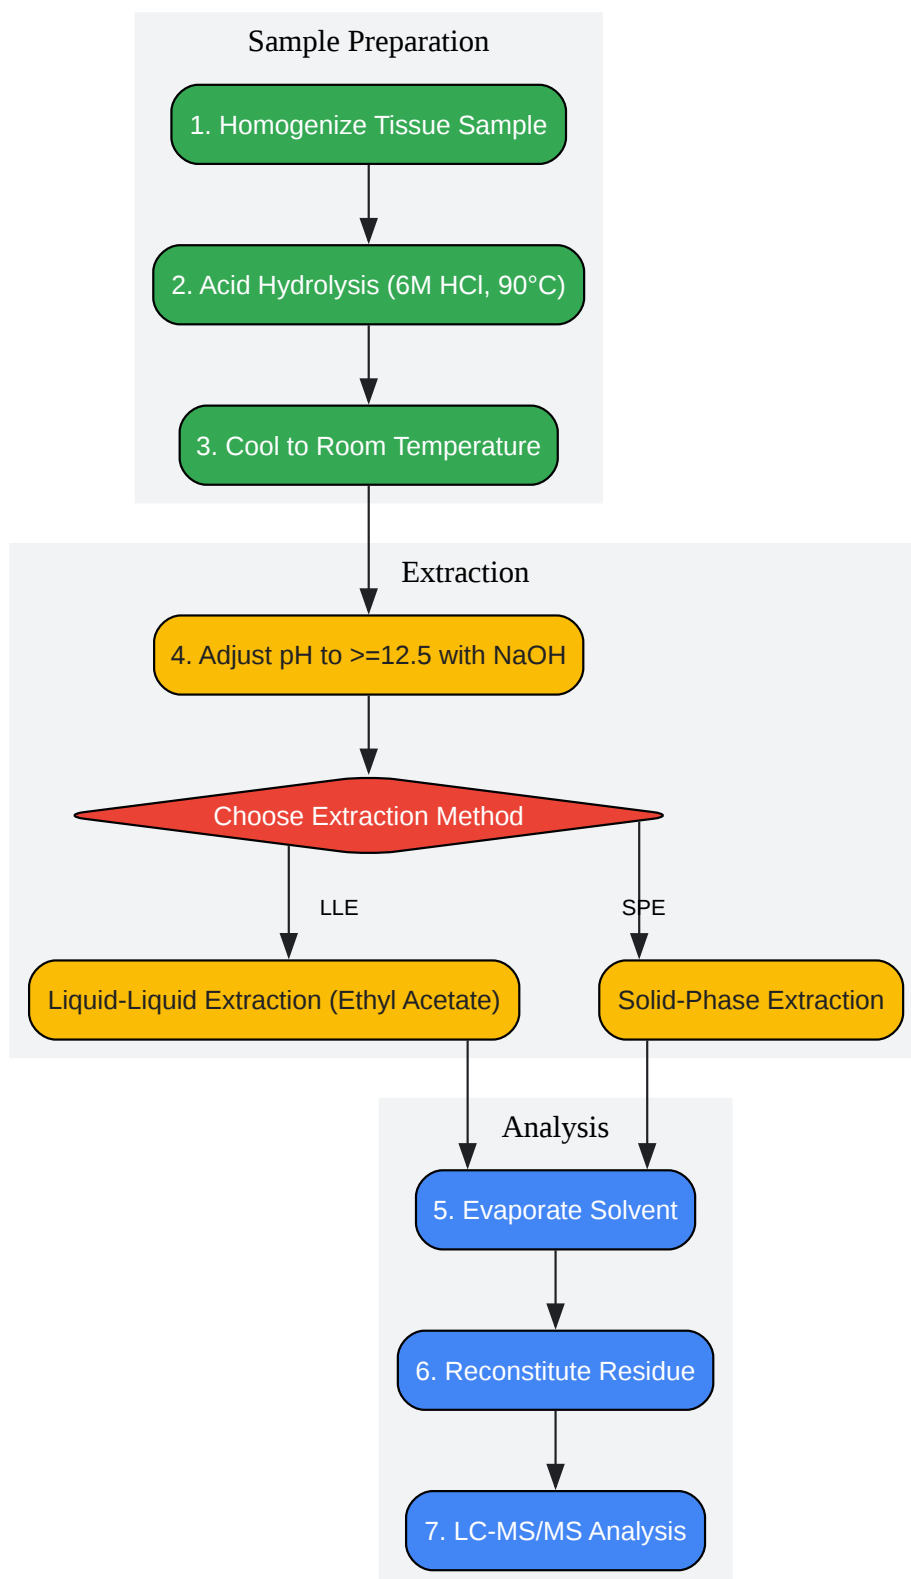 Sample Preparation
1. Homogenize Tissue Sample
2. Acid Hydrolysis (6M HCl, 90°C)
3. Cool to Room Temperature
Extraction
4. Adjust pH to >=12.5 with NaOH
Choose Extraction Method
LLE
SPE
Liquid-Liquid Extraction (Ethyl Acetate)
Solid-Phase Extraction
Analysis
5. Evaporate Solvent
6. Reconstitute Residue
7. LC-MS/MS Analysis